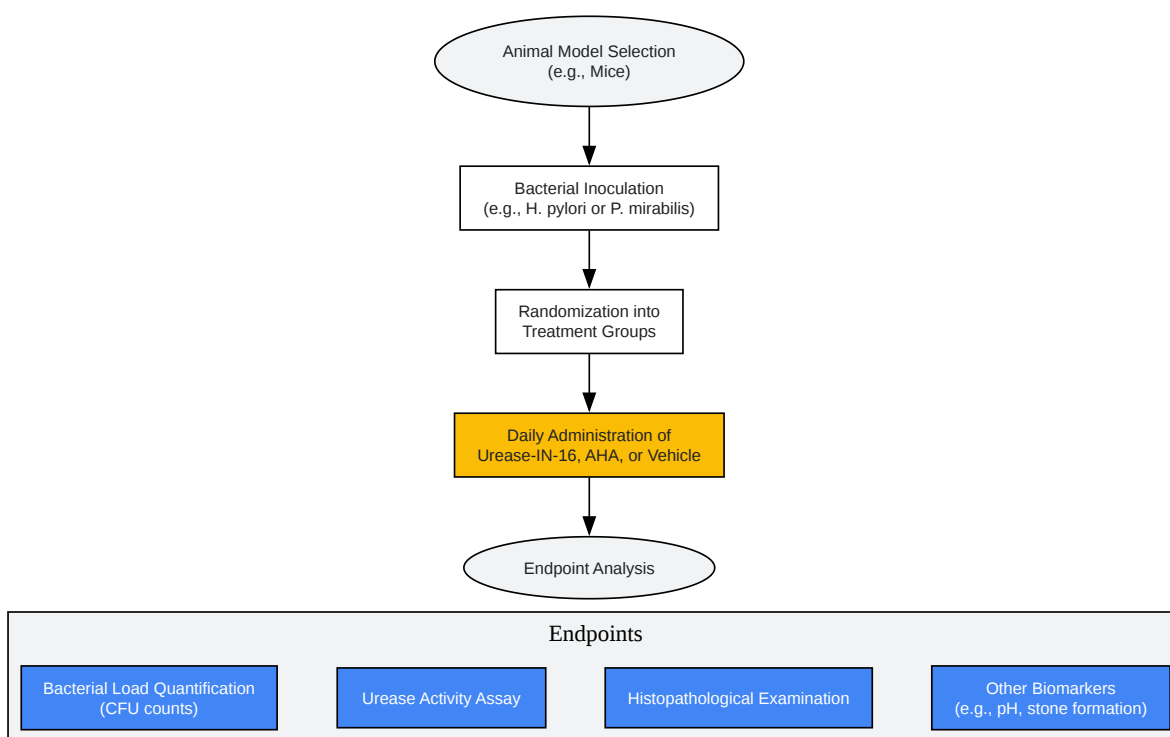 Animal Model Selection
(e.g., Mice)
Bacterial Inoculation
(e.g., H. pylori or P. mirabilis)
Randomization into
Treatment Groups
Daily Administration of
Urease-IN-16, AHA, or Vehicle
Endpoint Analysis
Endpoints
Bacterial Load Quantification
(CFU counts)
Urease Activity Assay
Histopathological Examination
Other Biomarkers
(e.g., pH, stone formation)